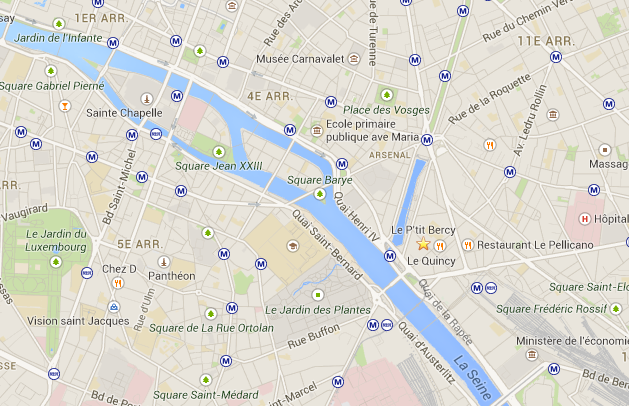 1ER ARR.
Jardin de l'Infante
Rue des Arc
Rue de Turenne
Rue du Chemin Ver
11E ARR.
Musée Carnavalet
Square Gabriel Pierné
4E ARR.
Rue de la Roquette
Place des Vosges
Av. Ledru Rollin
Sainte Chapelle
Ecole primaire
publique ave Maria
ARSENAL
Massag
Bd Saint-Michel
Square Jean XXIII
Square Barye
Vaugirard
Quai Henri IV
Hôpital
H
Le Jardin du
Luxembourg
5E ARR.
Quai Saint-Bernard
Le P'tit Bercy
Restaurant Le Pellicano
Le Quincy
Chez D
Panthéon
Rue d'Ulm
Vision saint Jacques
Le Jardin des Plantes
Quai de la Rapée
Square Saint-Elo
Square Frédéric Rossif
Square de La Rue Ortolan
Rue Buffon
Quai d'Austerlitz
Ministère de l'économie
La Seine
Square Saint-Médard
Saint-Marcel
Bd de Po
Bd de Ber